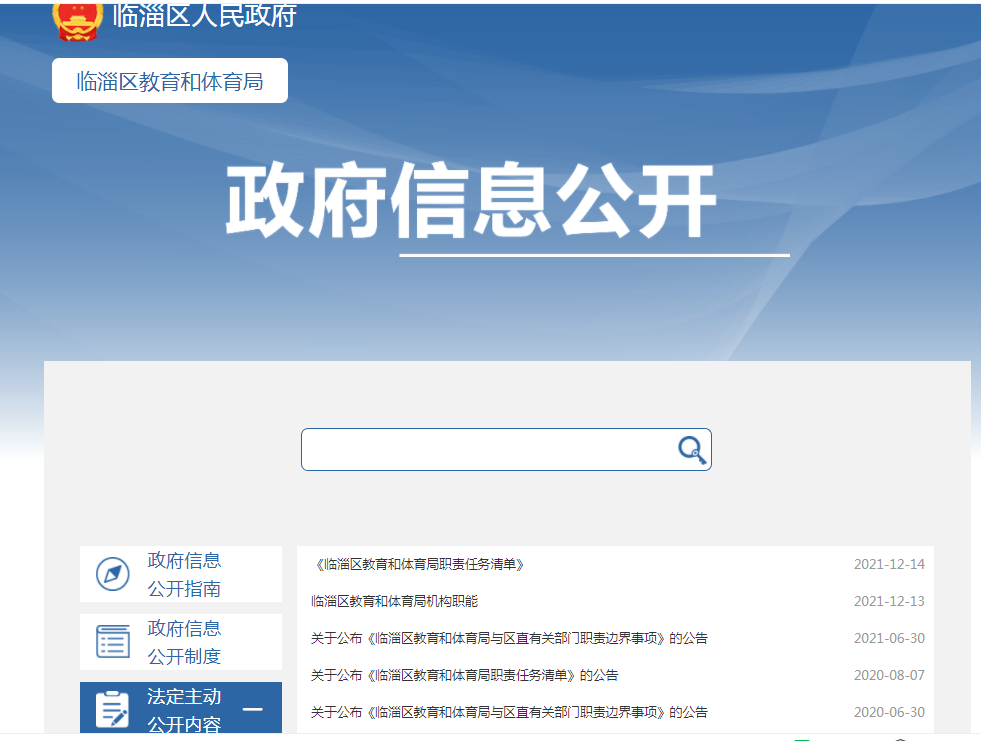 临淄区人民政府
临淄区教育和体育局
政府信息公开
政府信息
公开指南
政府信息
公开制度
法定主动
公开内容
《临淄区教育和体育局职责任务清单》 2021-12-14
临淄区教育和体育局机构职能 2021-12-13
关于公布《临淄区教育和体育局与区直有关部门职责边界事项》的公告 2021-06-30
关于公布《临淄区教育和体育局职责任务清单》的公告 2020-08-07
关于公布《临淄区教育和体育局与区直有关部门职责边界事项》的公告 2020-06-30